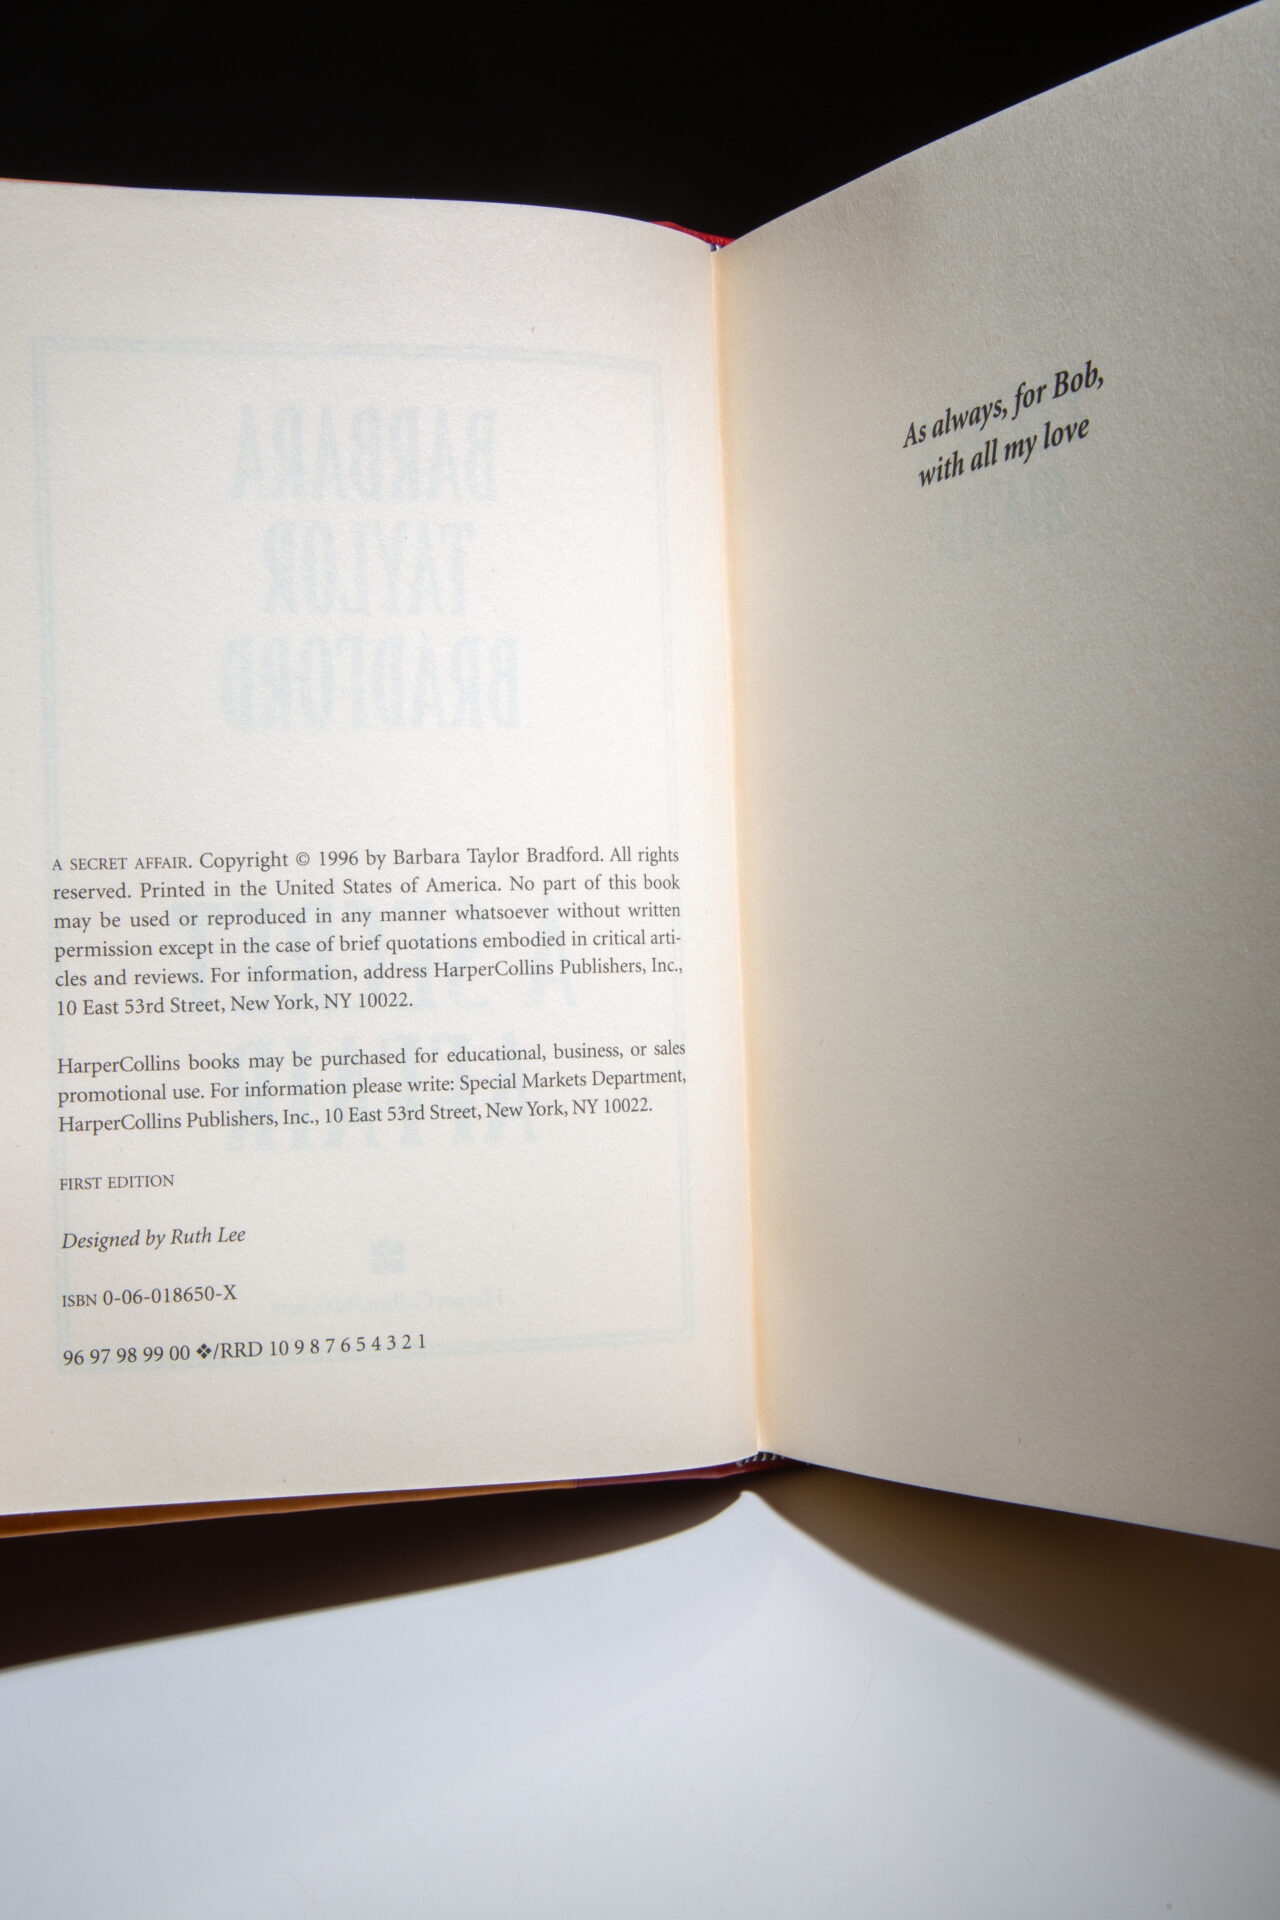 A SECRET AFFAIR. Copyright © 1996 by Barbara Taylor Bradford. All rights
reserved. Printed in the United States of America. No part of this book
may be used or reproduced in any manner whatsoever without written
permission except in the case of brief quotations embodied in critical arti-
cles and reviews. For information, address HarperCollins Publishers, Inc.,
10 East 53rd Street, New York, NY 10022.
HarperCollins books may be purchased for educational, business, or sales
promotional use. For information please write: Special Markets Department,
HarperCollins Publishers, Inc., 10 East 53rd Street, New York, NY 10022.
FIRST EDITION
Designed by Ruth Lee
ISBN 0-06-018650-X
96 97 98 99 00 ❖/RRD 10 9 8 7 6 5 4 3 2 1
As always, for Bob,
with all my love